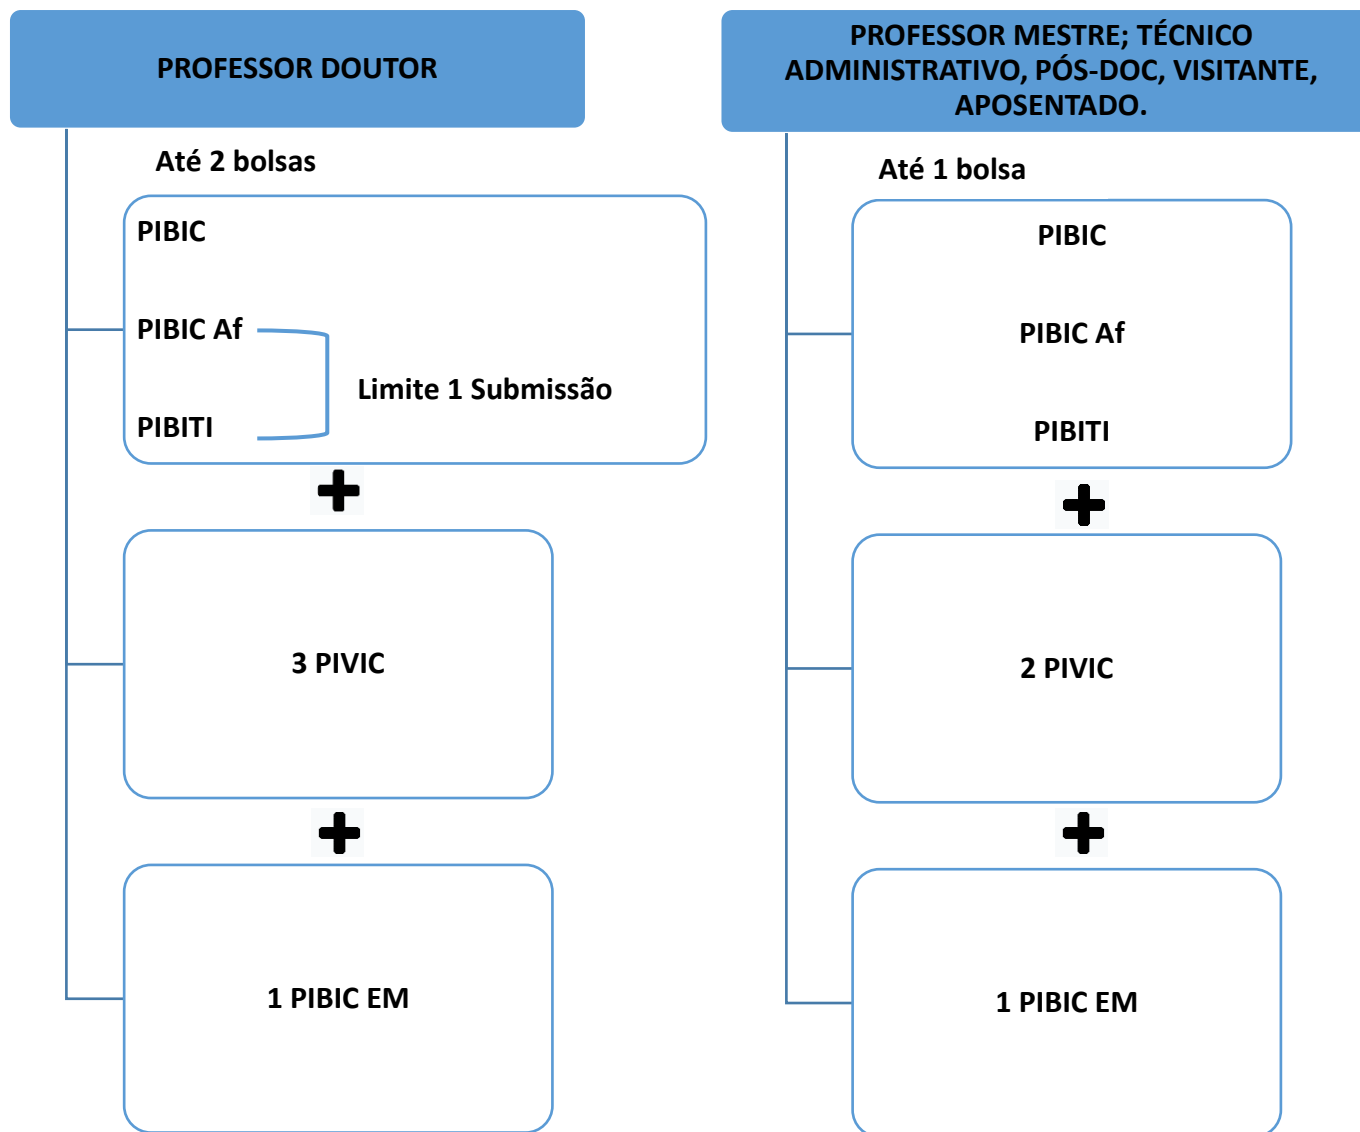 PROFESSOR DOUTOR
Até 2 bolsas
PIBIC
PIBIC Af
Limite 1 Submissão
PIBITI
3 PIVIC
1 PIBIC EM
PROFESSOR MESTRE; TÉCNICO
ADMINISTRATIVO, PÓS-DOC, VISITANTE,
APOSENTADO.
Até 1 bolsa
PIBIC
PIBIC Af
PIBITI
2 PIVIC
1 PIBIC EM